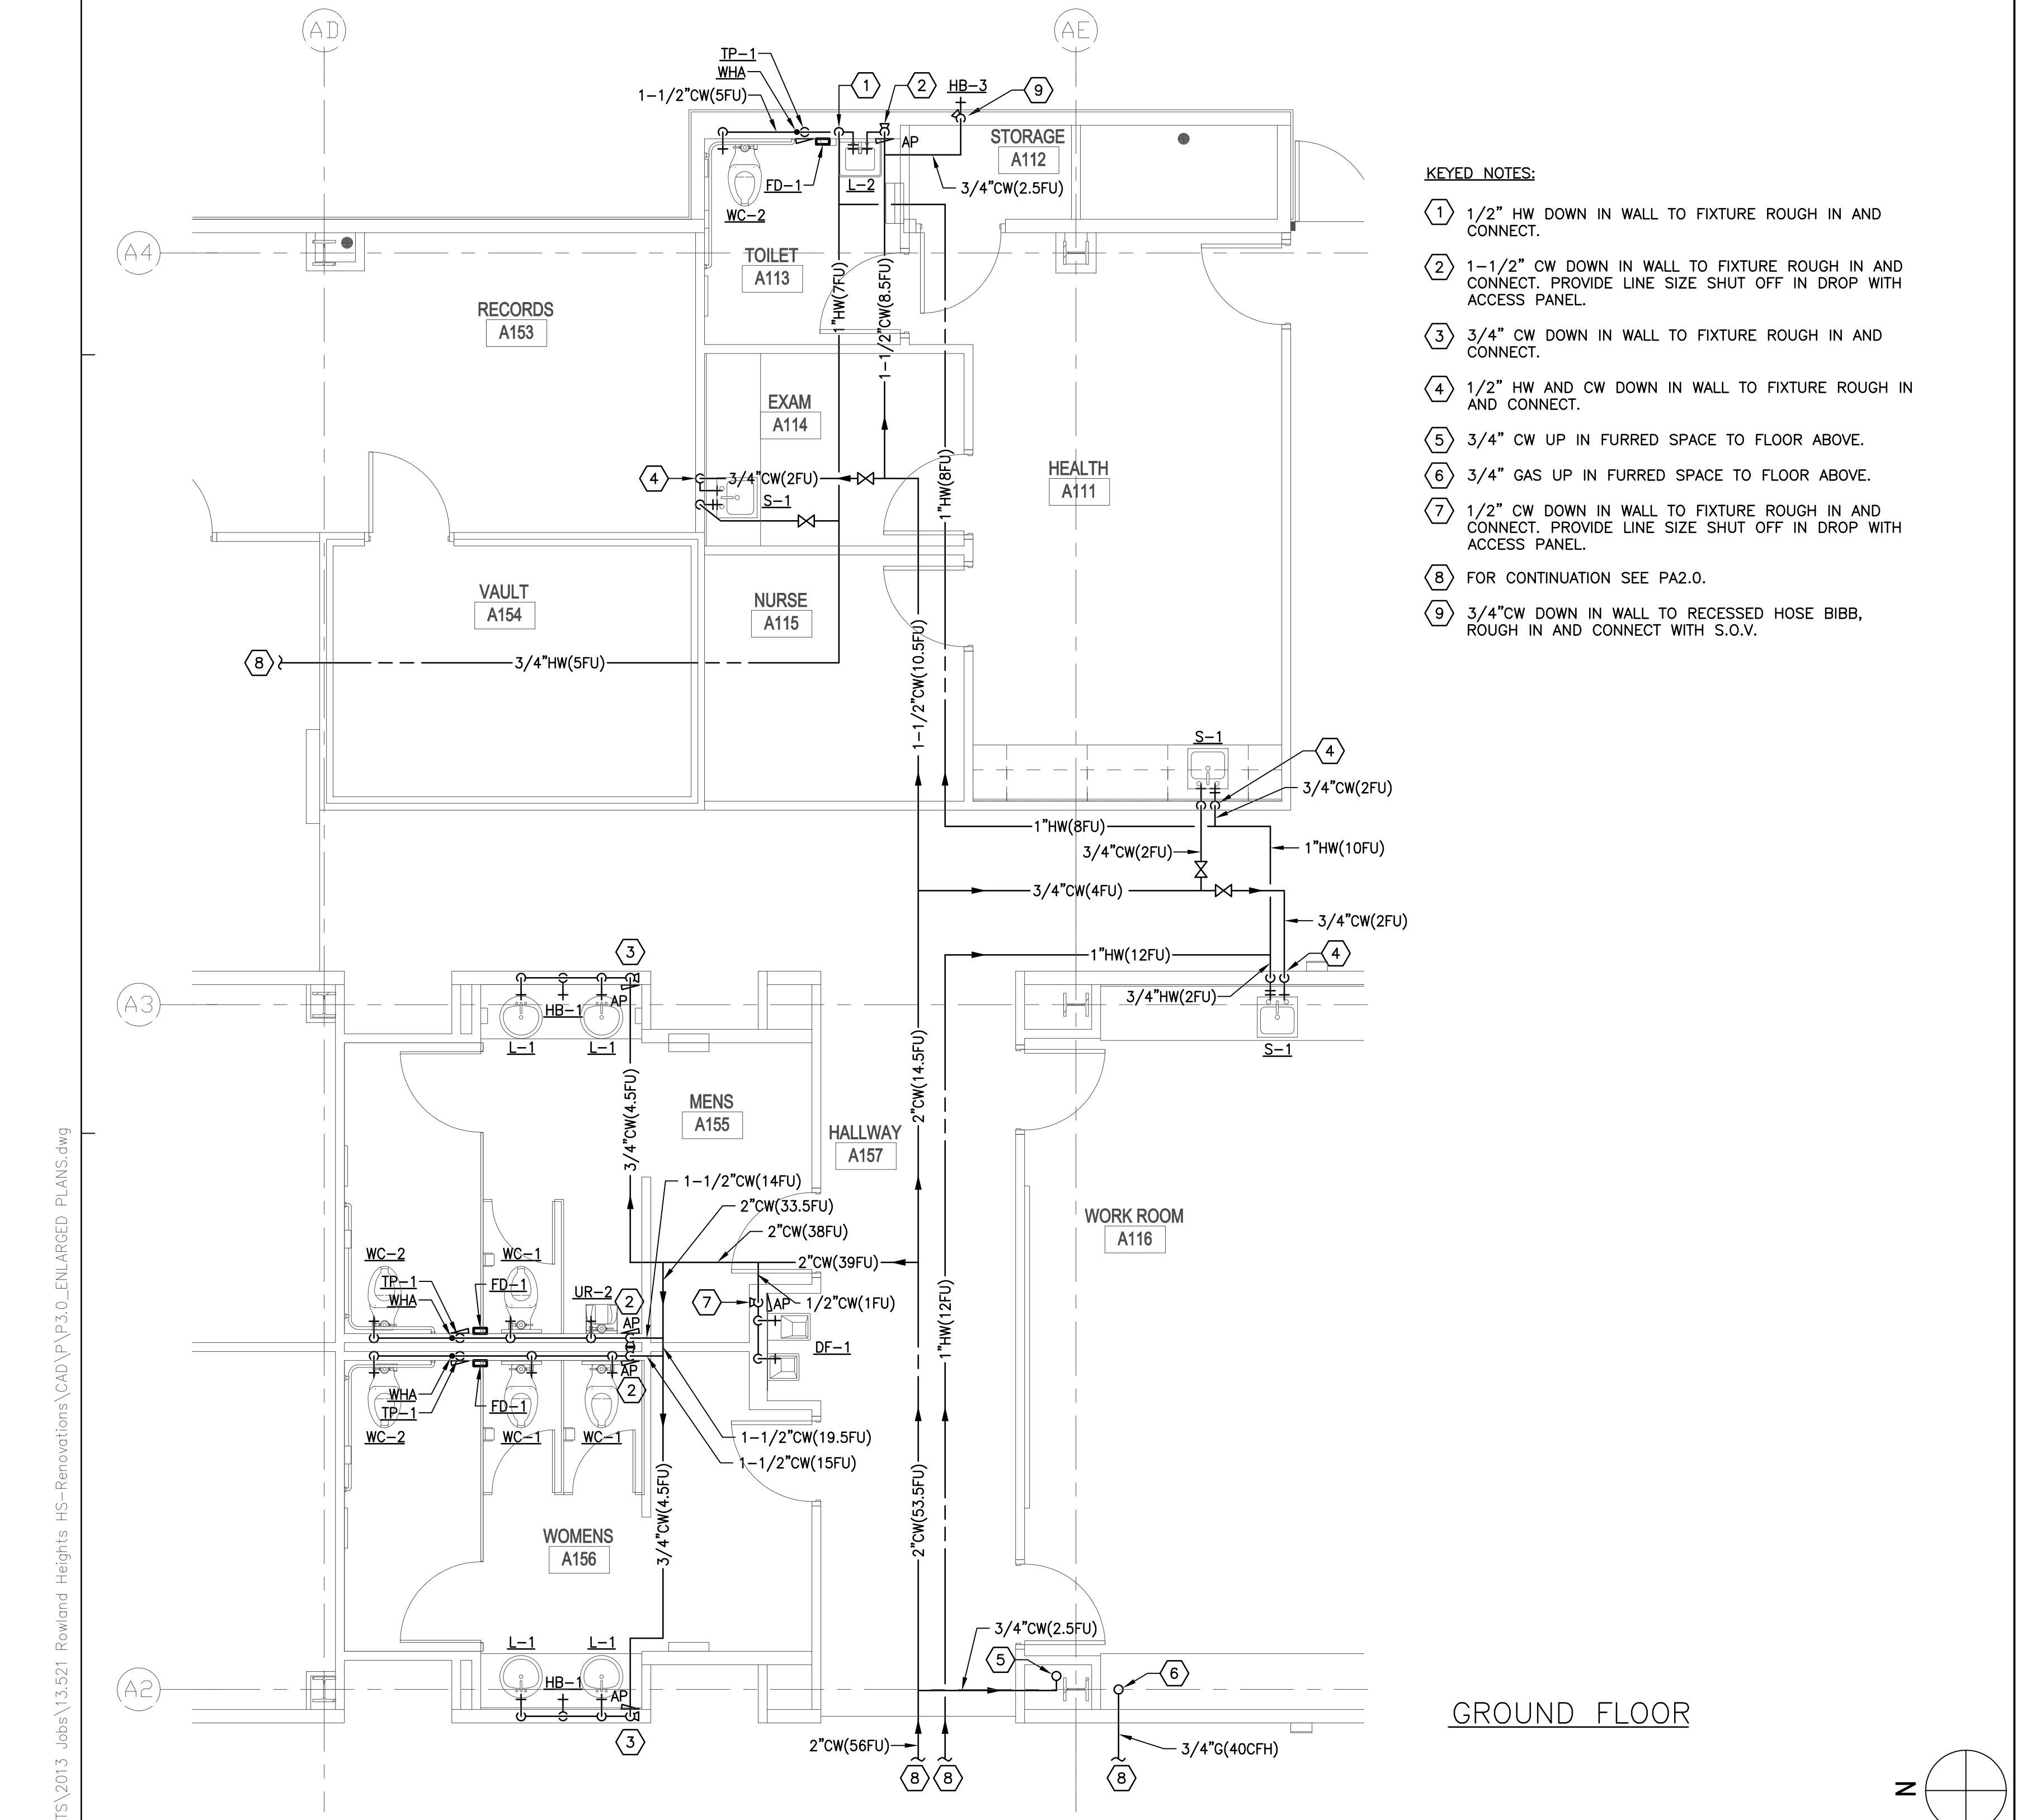 AD
AE
TP-1
WHA
1-1/2"CW(5FU)
1
2
HB-3
9
AP
STORAGE
A112
FD-1
L-2
3/4"CW(2.5FU)
WC-2
A4
TOILET
A113
1"HW(7FU)
1-1/2"CW(8.5FU)
RECORDS
A153
EXAM
A114
4
3/4"CW(2FU)
S-1
1"HW(8FU)
HEALTH
A111
VAULT
A154
NURSE
A115
1-1/2"CW(10.5FU)
8
3/4"HW(5FU)
S-1
4
3/4"CW(2FU)
1"HW(8FU)
3/4"CW(2FU)
1"HW(10FU)
3/4"CW(4FU)
3/4"CW(2FU)
3
1"HW(12FU)
4
A3
HB-1
AP
3/4"HW(2FU)
L-1
L-1
S-1
3/4"CW(4.5FU)
2"CW(14.5FU)
MENS
A155
HALLWAY
A157
1-1/2"CW(14FU)
2"CW(33.5FU)
2"CW(38FU)
2"CW(39FU)
WORK ROOM
A116
WC-2
WC-1
TP-1
FD-1
WHA
UR-2
2
AP
7
AP
1/2"CW(1FU)
1"HW(12FU)
DF-1
AP
WHA
2
TP-1
FD-1
WC-2
WC-1
WC-1
1-1/2"CW(19.5FU)
1-1/2"CW(15FU)
3/4"CW(4.5FU)
2"CW(53.5FU)
WOMENS
A156
L-1
L-1
3/4"CW(2.5FU)
5
6
A2
HB-1
AP
3
2"CW(56FU)
3/4"G(40CFH)
8
8
8
KEYED NOTES:
1 1/2" HW DOWN IN WALL TO FIXTURE ROUGH IN AND
CONNECT.
2 1-1/2" CW DOWN IN WALL TO FIXTURE ROUGH IN AND
CONNECT. PROVIDE LINE SIZE SHUT OFF IN DROP WITH
ACCESS PANEL.
3 3/4" CW DOWN IN WALL TO FIXTURE ROUGH IN AND
CONNECT.
4 1/2" HW AND CW DOWN IN WALL TO FIXTURE ROUGH IN
AND CONNECT.
5 3/4" CW UP IN FURRED SPACE TO FLOOR ABOVE.
6 3/4" GAS UP IN FURRED SPACE TO FLOOR ABOVE.
7 1/2" CW DOWN IN WALL TO FIXTURE ROUGH IN AND
CONNECT. PROVIDE LINE SIZE SHUT OFF IN DROP WITH
ACCESS PANEL.
8 FOR CONTINUATION SEE PA2.0.
9 3/4"CW DOWN IN WALL TO RECESSED HOSE BIBB,
ROUGH IN AND CONNECT WITH S.O.V.
GROUND FLOOR
N
TS\2013 Jobs\13.521 Rowland Heights HS-Renovations\CAD\P\P3.0_ENLARGED PLANS.dwg